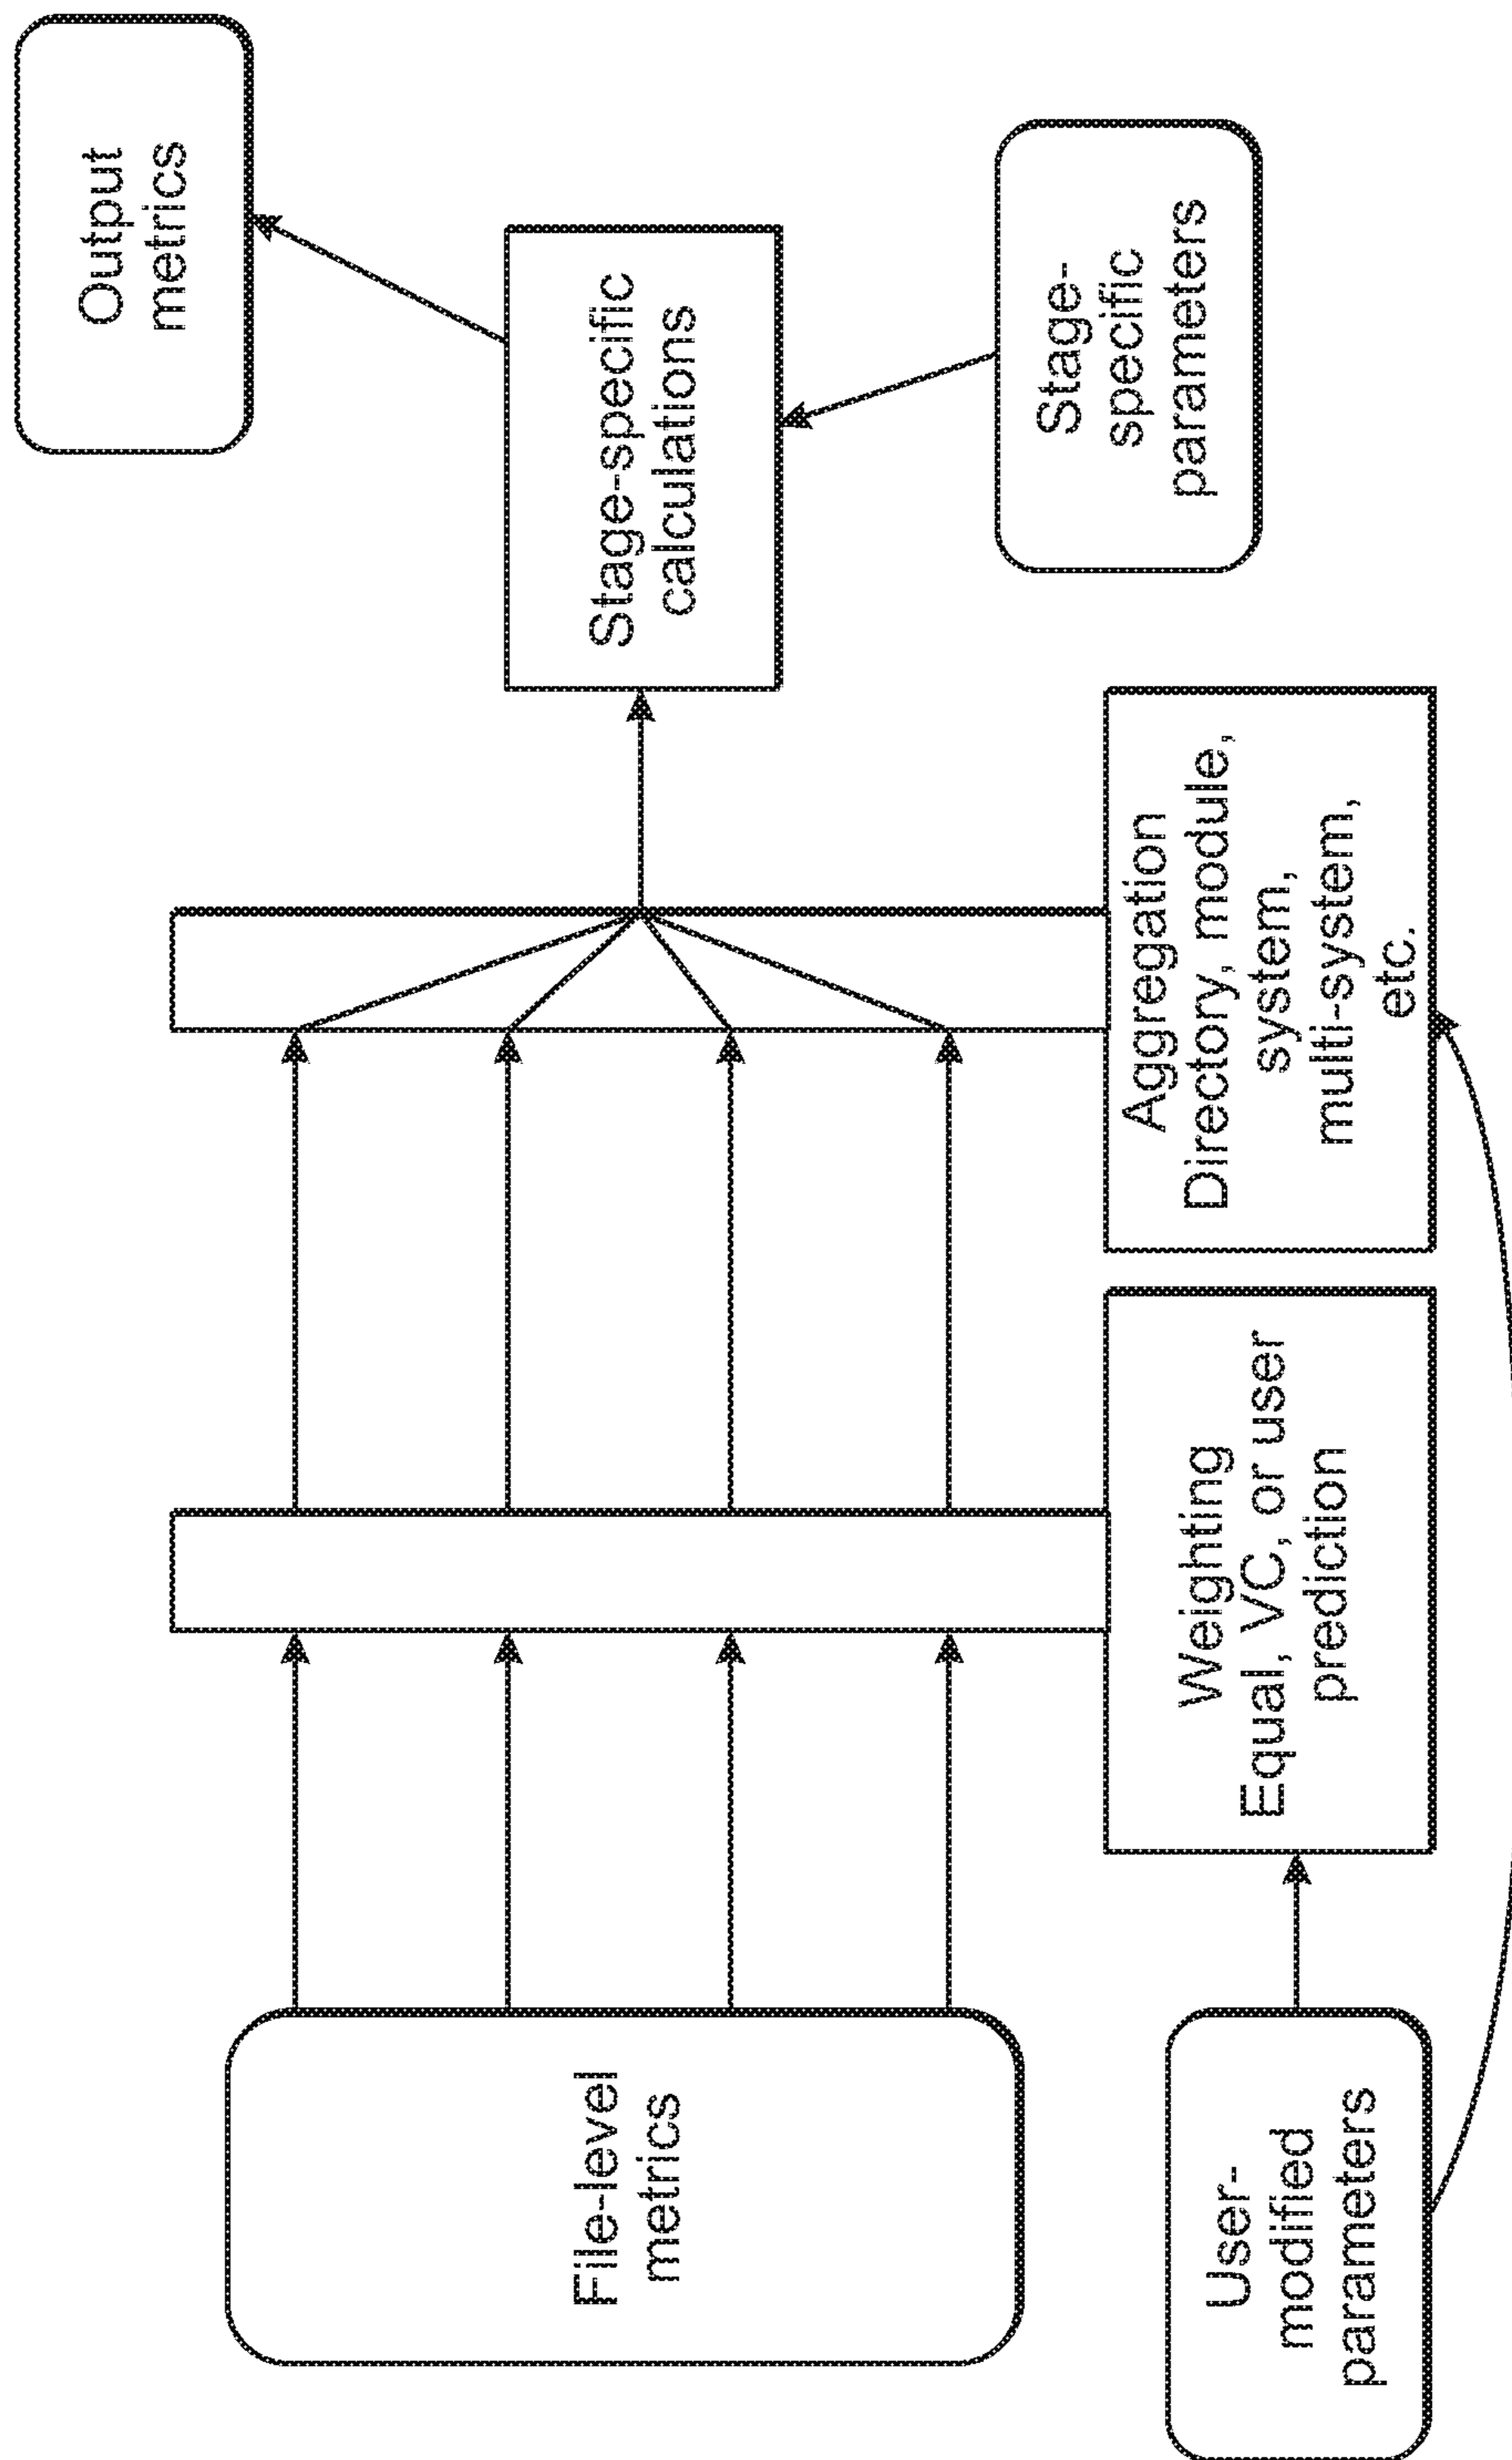 File-level
metrics
User-
modified
parameters
Weighting
Equal, VC, or user
prediction
Aggregation
Directory, module,
system,
multi-system,
etc.
Stage-specific
calculations
Stage-
specific
parameters
Output
metrics